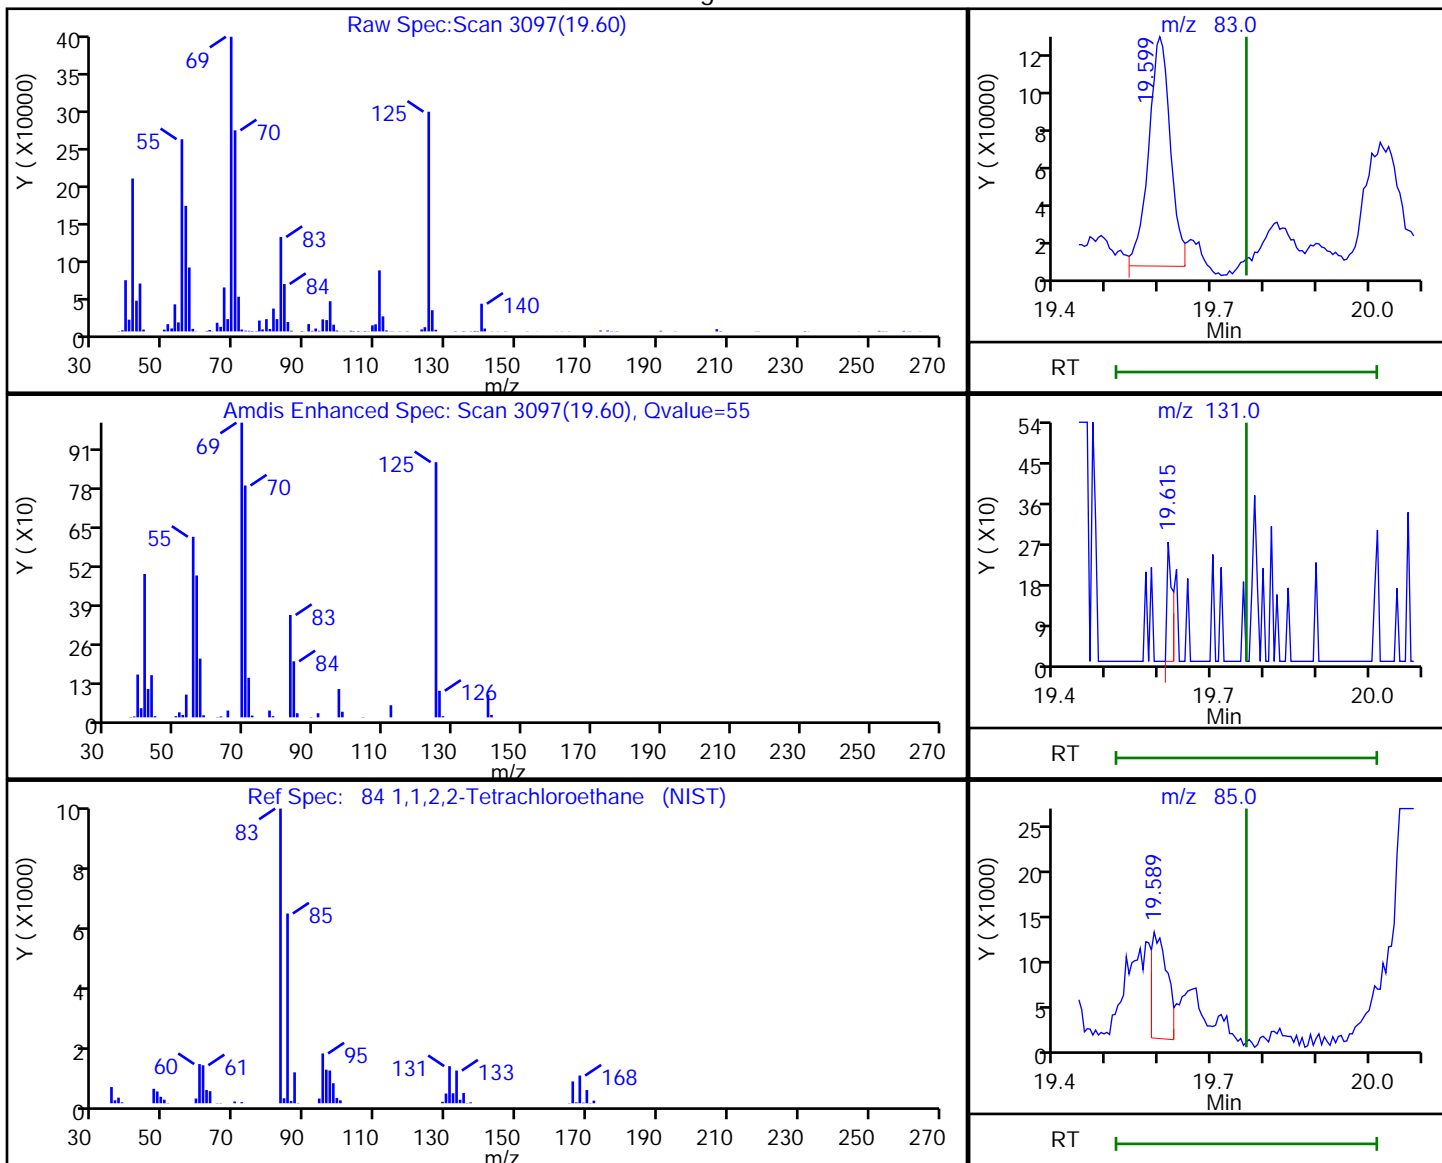 Raw Spec:Scan 3097(19.60)
Y ( X10000)
40
35
30
25
20
15
10
5
0
69
55
70
125
83
84
140
30 50 70 90 110 130 150 170 190 210 230 250 270
m/z
m/z 83.0
Y ( X10000)
12
10
8
6
4
2
0
19.599
19.4 19.7 20.0
Min
RT
Amdis Enhanced Spec: Scan 3097(19.60), Qvalue=55
Y ( X10)
91
78
65
52
39
26
13
0
69
70
55
125
83
84
126
30 50 70 90 110 130 150 170 190 210 230 250 270
m/z
m/z 131.0
Y ( X10)
54
45
36
27
18
9
0
19.615
19.4 19.7 20.0
Min
RT
Ref Spec: 84 1,1,2,2-Tetrachloroethane (NIST)
Y ( X1000)
10
8
6
4
2
0
83
85
60
61
95
131
133
168
30 50 70 90 110 130 150 170 190 210 230 250 270
m/z
m/z 85.0
Y ( X1000)
25
20
15
10
5
0
19.589
19.4 19.7 20.0
Min
RT